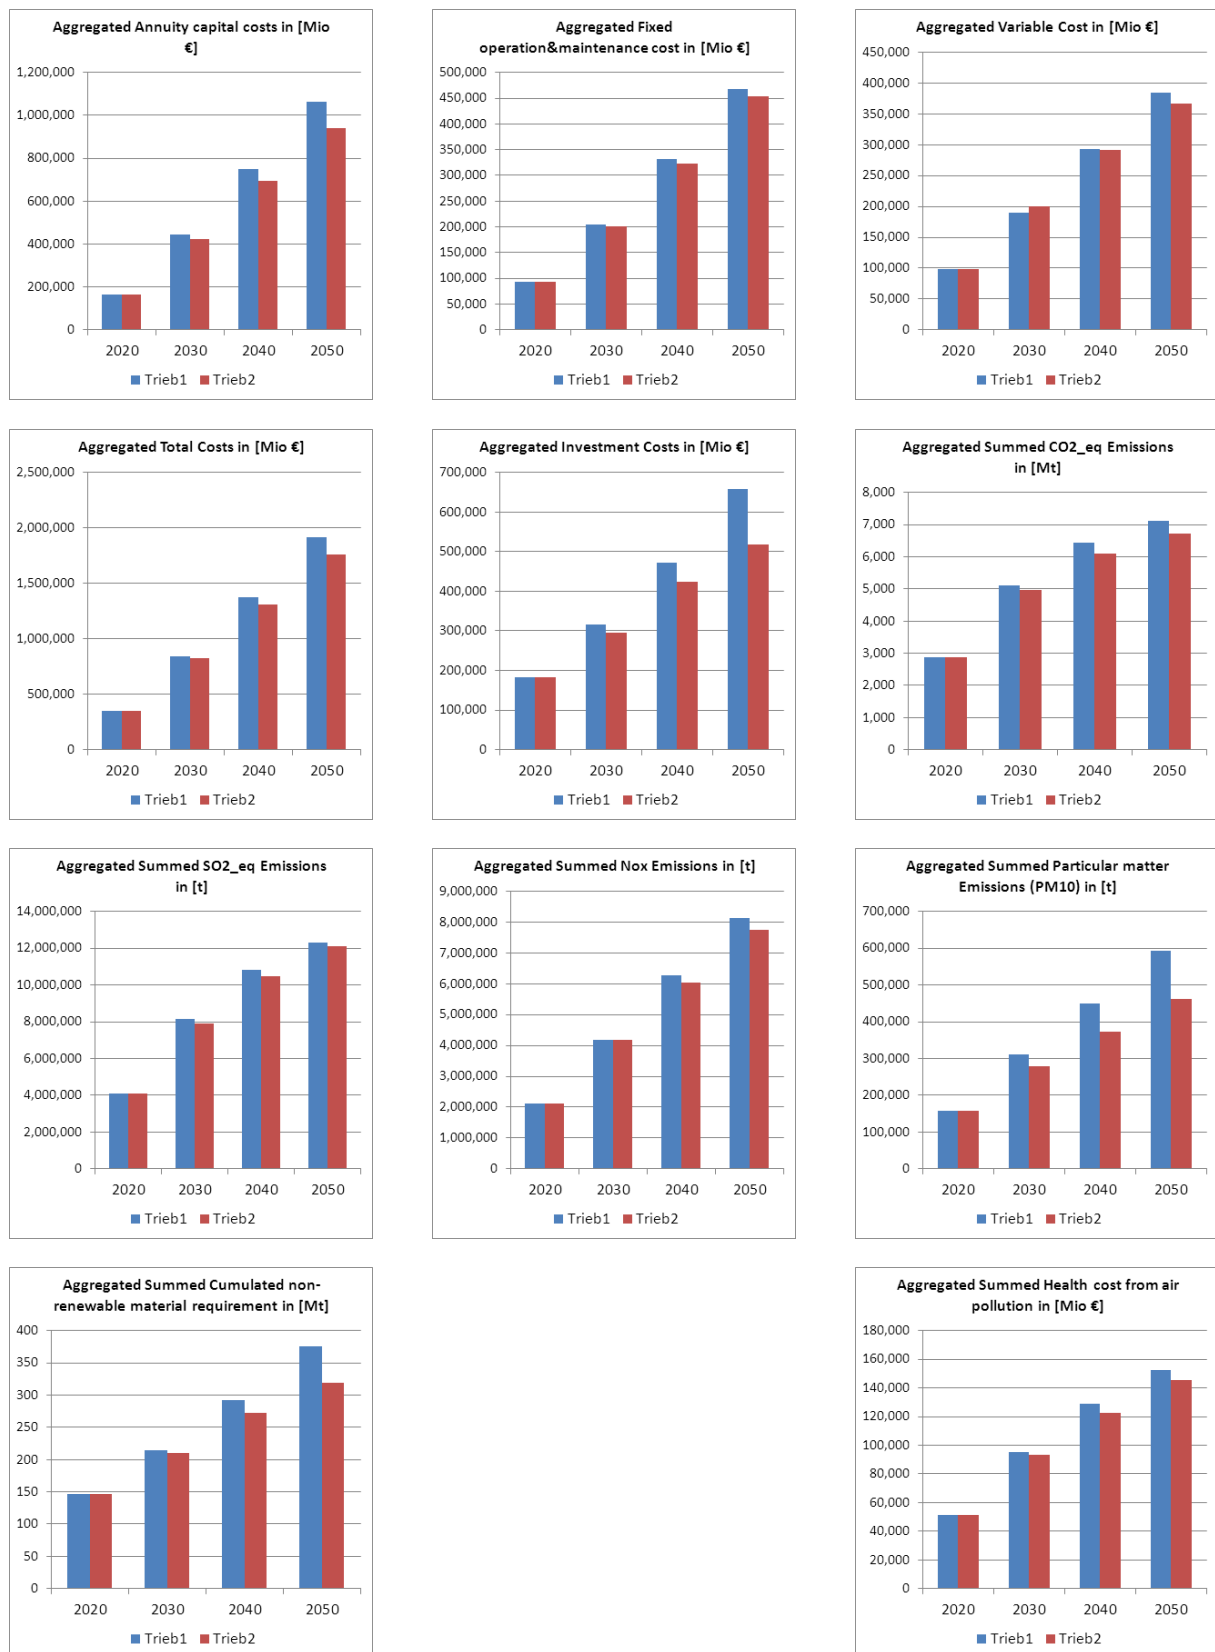 Aggregated Annuity capital costs in [Mio
€]
1,200,000
1,000,000
800,000
600,000
400,000
200,000
0
2020 2030 2040 2050
Trieb1 Trieb2
Aggregated Fixed
operation&maintenance cost in [Mio €]
500,000
450,000
400,000
350,000
300,000
250,000
200,000
150,000
100,000
50,000
0
2020 2030 2040 2050
Trieb1 Trieb2
Aggregated Variable Cost in [Mio €]
450,000
400,000
350,000
300,000
250,000
200,000
150,000
100,000
50,000
0
2020 2030 2040 2050
Trieb1 Trieb2
Aggregated Total Costs in [Mio €]
2,500,000
2,000,000
1,500,000
1,000,000
500,000
0
2020 2030 2040 2050
Trieb1 Trieb2
Aggregated Investment Costs in [Mio €]
700,000
600,000
500,000
400,000
300,000
200,000
100,000
0
2020 2030 2040 2050
Trieb1 Trieb2
Aggregated Summed CO2_eq Emissions
in [Mt]
8,000
7,000
6,000
5,000
4,000
3,000
2,000
1,000
0
2020 2030 2040 2050
Trieb1 Trieb2
Aggregated Summed SO2_eq Emissions
in [t]
14,000,000
12,000,000
10,000,000
8,000,000
6,000,000
4,000,000
2,000,000
0
2020 2030 2040 2050
Trieb1 Trieb2
Aggregated Summed Nox Emissions in [t]
9,000,000
8,000,000
7,000,000
6,000,000
5,000,000
4,000,000
3,000,000
2,000,000
1,000,000
0
2020 2030 2040 2050
Trieb1 Trieb2
Aggregated Summed Particular matter
Emissions (PM10) in [t]
700,000
600,000
500,000
400,000
300,000
200,000
100,000
0
2020 2030 2040 2050
Trieb1 Trieb2
Aggregated Summed Cumulated non-
renewable material requirement in [Mt]
400
350
300
250
200
150
100
50
0
2020 2030 2040 2050
Trieb1 Trieb2
Aggregated Summed Health cost from air
pollution in [Mio €]
180,000
160,000
140,000
120,000
100,000
80,000
60,000
40,000
20,000
0
2020 2030 2040 2050
Trieb1 Trieb2